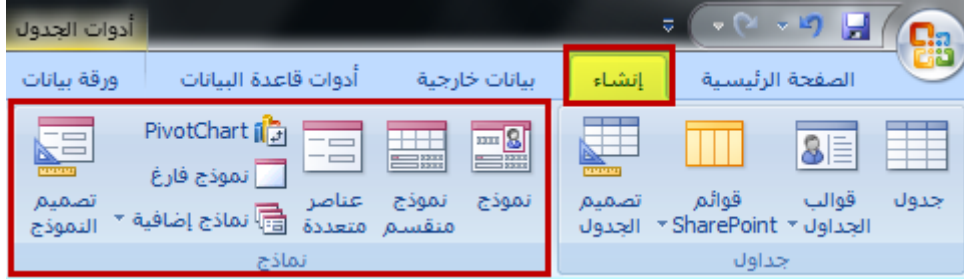 أدوات الجدول
الصفحة الرئيسية
إنشاء
بيانات خارجية
أدوات قاعدة البيانات
ورقة بيانات
جدول
قوالب
الجداول
قوائم
SharePoint
تصميم
الجدول
جداول
نموذج
نموذج
منقسم
عناصر
متعددة
PivotChart
نموذج فارغ
نماذج إضافية
تصميم
النموذج
نماذج